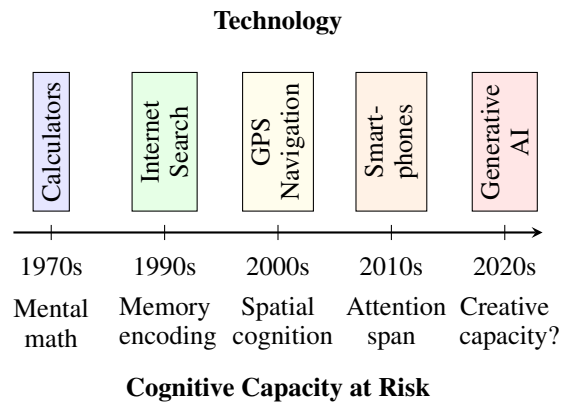 Technology
Calculators
Internet
Search
GPS
Navigation
Smart-
phones
Generative
AI
1970s 1990s 2000s 2010s 2020s
Mental Memory Spatial Attention Creative
math encoding cognition span capacity?
Cognitive Capacity at Risk